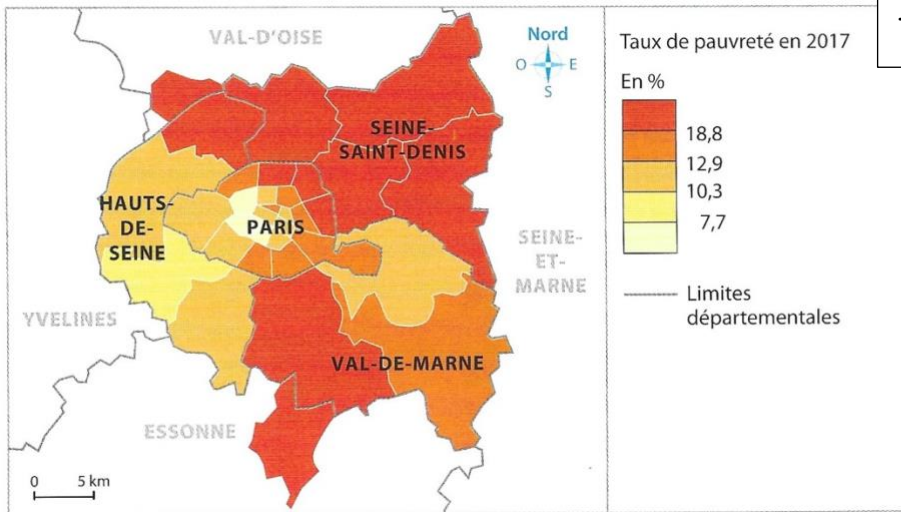 VAL-D'OISE
Nord
O E
S
SEINE-
SAINT-DENIS
HAUTS-
DE-
SEINE
PARIS
SEINE-
ET-
MARNE
YVELINES
VAL-DE-MARNE
ESSONNE
0 5 km
Taux de pauvreté en 2017
En %
18,8
12,9
10,3
7,7
Limites
départementales